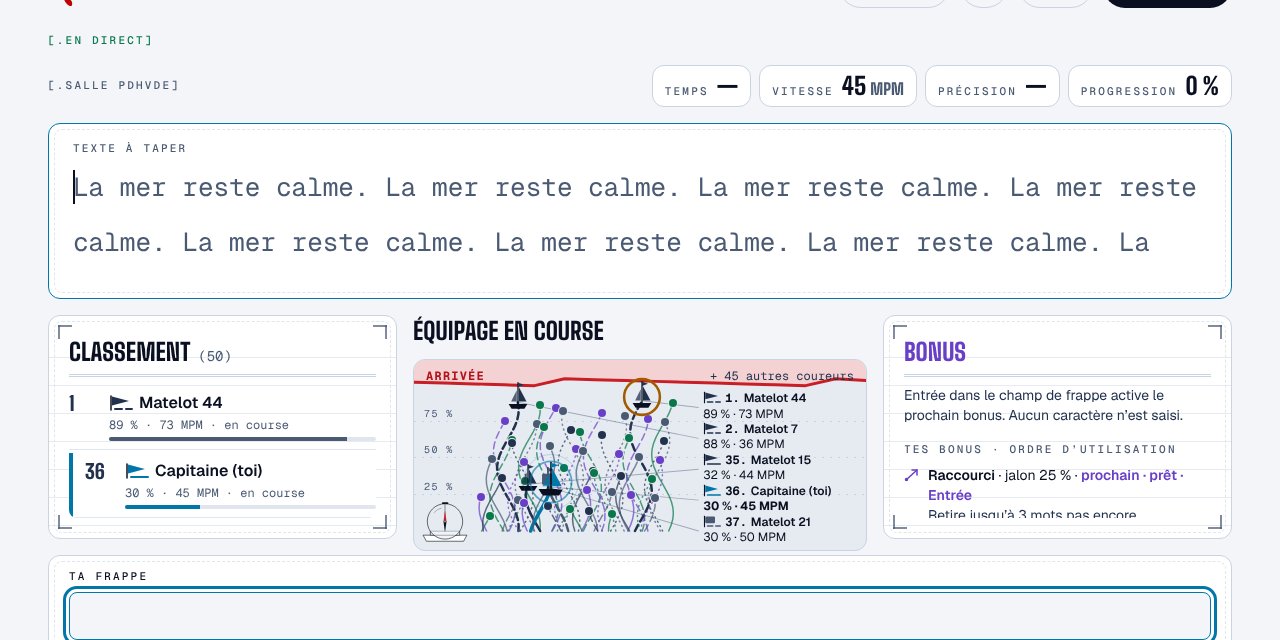 [.EN DIRECT]
[.SALLE PDHVDE]
TEMPS —
VITESSE 45 MPM
PRÉCISION —
PROGRESSION 0 %
TEXTE À TAPER
La mer reste calme. La mer reste calme. La mer reste calme. La mer reste
calme. La mer reste calme. La mer reste calme. La mer reste calme. La
CLASSEMENT (50)
1 Matelot 44
89 % · 73 MPM · en course
36 Capitaine (toi)
30 % · 45 MPM · en course
ÉQUIPAGE EN COURSE
ARRIVÉE
+ 45 autres coureurs
75 %
50 %
25 %
1. Matelot 44
89 % · 73 MPM
2. Matelot 7
88 % · 36 MPM
35. Matelot 15
32 % · 44 MPM
36. Capitaine (toi)
30 % · 45 MPM
37. Matelot 21
30 % · 50 MPM
BONUS
Entrée dans le champ de frappe active le
prochain bonus. Aucun caractère n’est saisi.
TES BONUS · ORDRE D’UTILISATION
Raccourci · jalon 25 % · prochain · prêt ·
Entrée
Retire jusqu’à 3 mots pas encore
TA FRAPPE